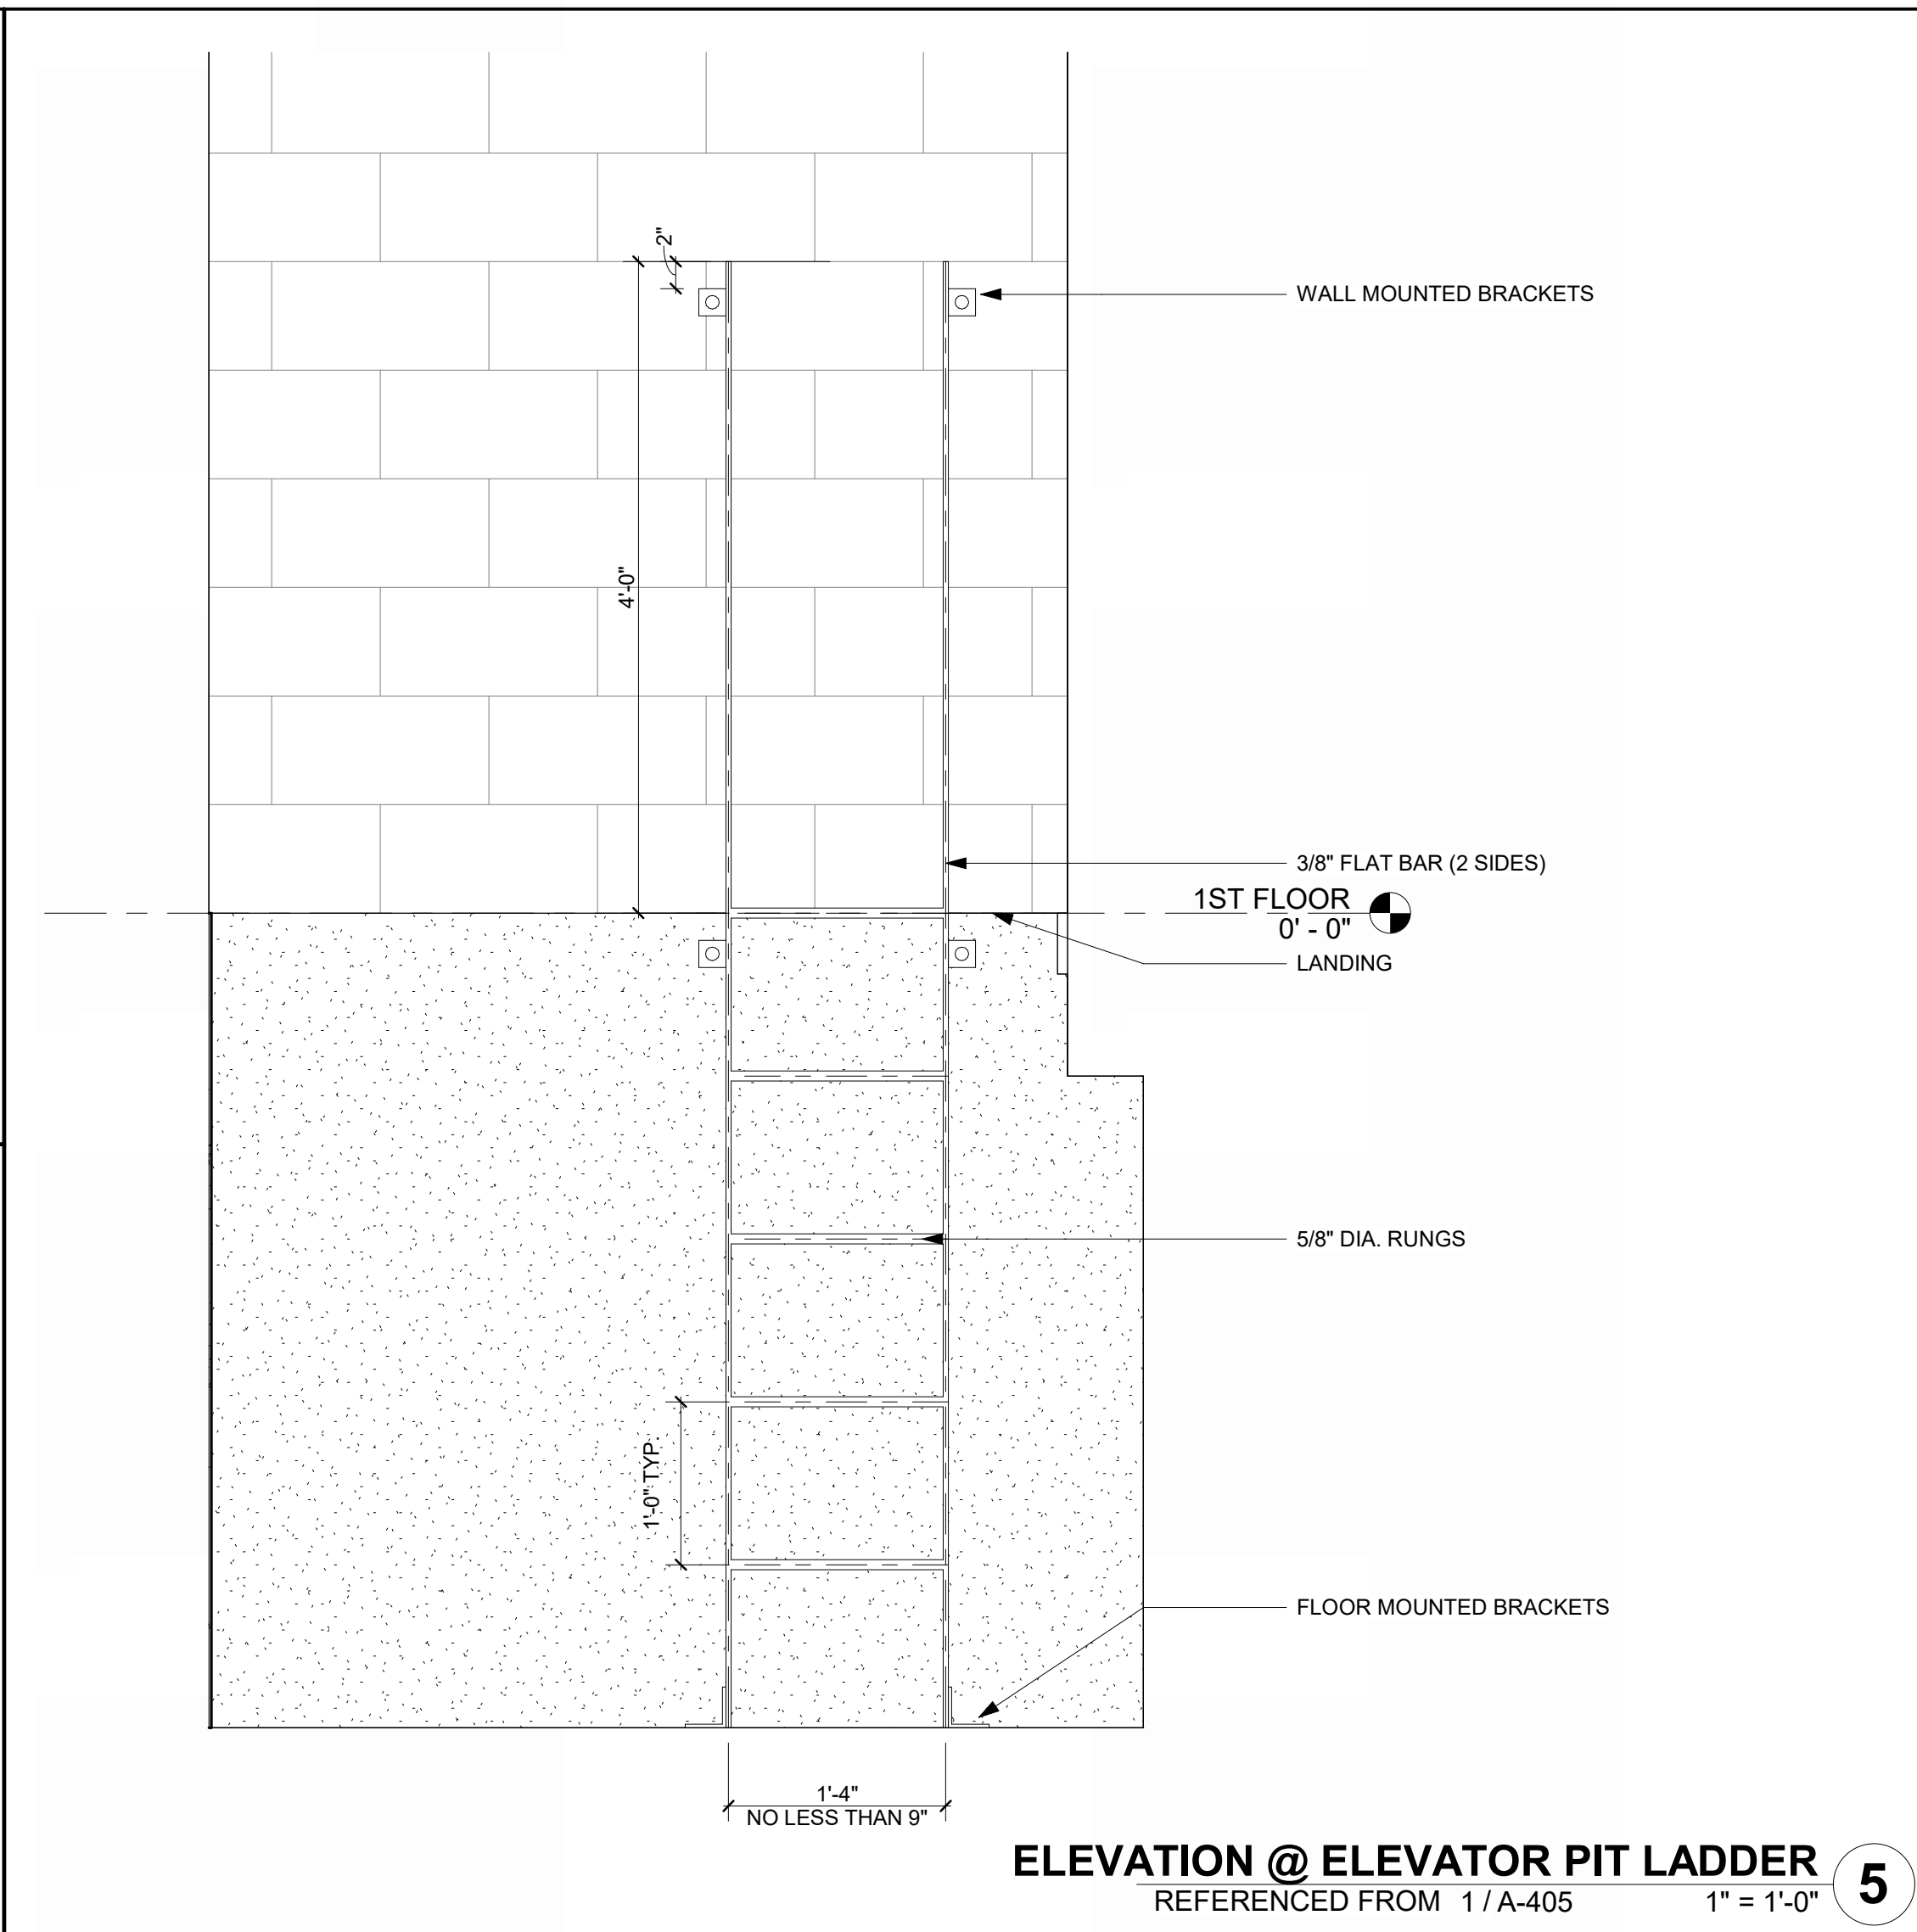 2"
WALL MOUNTED BRACKETS
4'-0"
3/8" FLAT BAR (2 SIDES)
1ST FLOOR
0' - 0"
LANDING
5/8" DIA. RUNGS
1'-0" TYP.
FLOOR MOUNTED BRACKETS
1'-4"
NO LESS THAN 9"
ELEVATION @ ELEVATOR PIT LADDER
5
REFERENCED FROM 1 / A-405
1" = 1'-0"